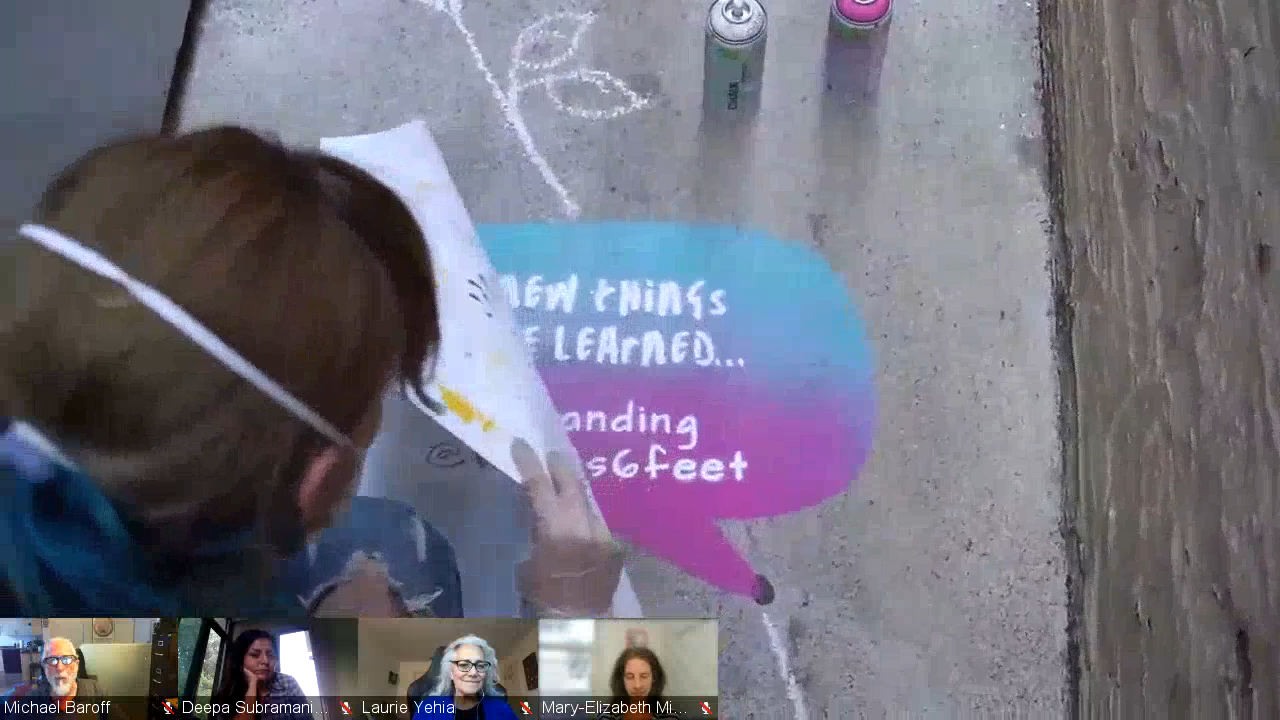 NEW tHiNGs
LEArNED...
anding
s6feet
Michael Baroff
Deepa Subramani...
Laurie Yehia
Mary-Elizabeth Mi...